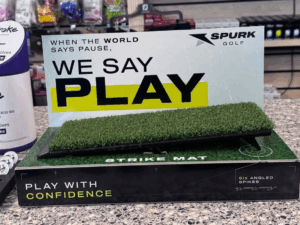 SPURK
GOLF
WHEN THE WORLD
SAYS PAUSE,
WE SAY
PLAY
STRIKE MAT
PLAY WITH
CONFIDENCE
SIX ANGLED
SPIKES